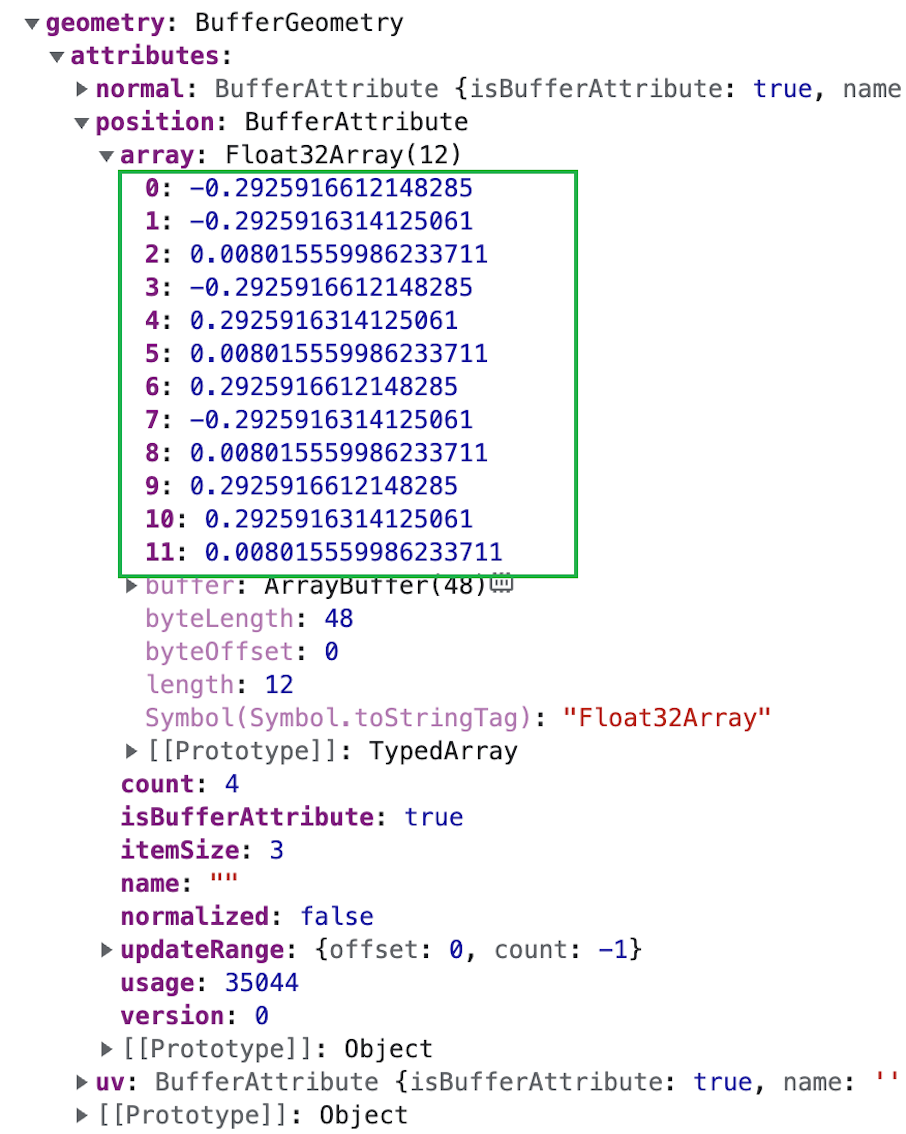 ▼geometry: BufferGeometry
▼attributes:
▶normal: BufferAttribute {isBufferAttribute: true, name
▼position: BufferAttribute
▼array: Float32Array(12)
0: -0.2925916612148285
1: -0.2925916314125061
2: 0.008015559986233711
3: -0.2925916612148285
4: 0.2925916314125061
5: 0.008015559986233711
6: 0.2925916612148285
7: -0.2925916314125061
8: 0.008015559986233711
9: 0.2925916612148285
10: 0.2925916314125061
11: 0.008015559986233711
▶buffer: ArrayBuffer(48)
byteLength: 48
byteOffset: 0
length: 12
Symbol(Symbol.toStringTag): "Float32Array"
▶[[Prototype]]: TypedArray
count: 4
isBufferAttribute: true
itemSize: 3
name: ""
normalized: false
▶updateRange: {offset: 0, count: -1}
usage: 35044
version: 0
▶[[Prototype]]: Object
▶uv: BufferAttribute {isBufferAttribute: true, name: ''
▶[[Prototype]]: Object